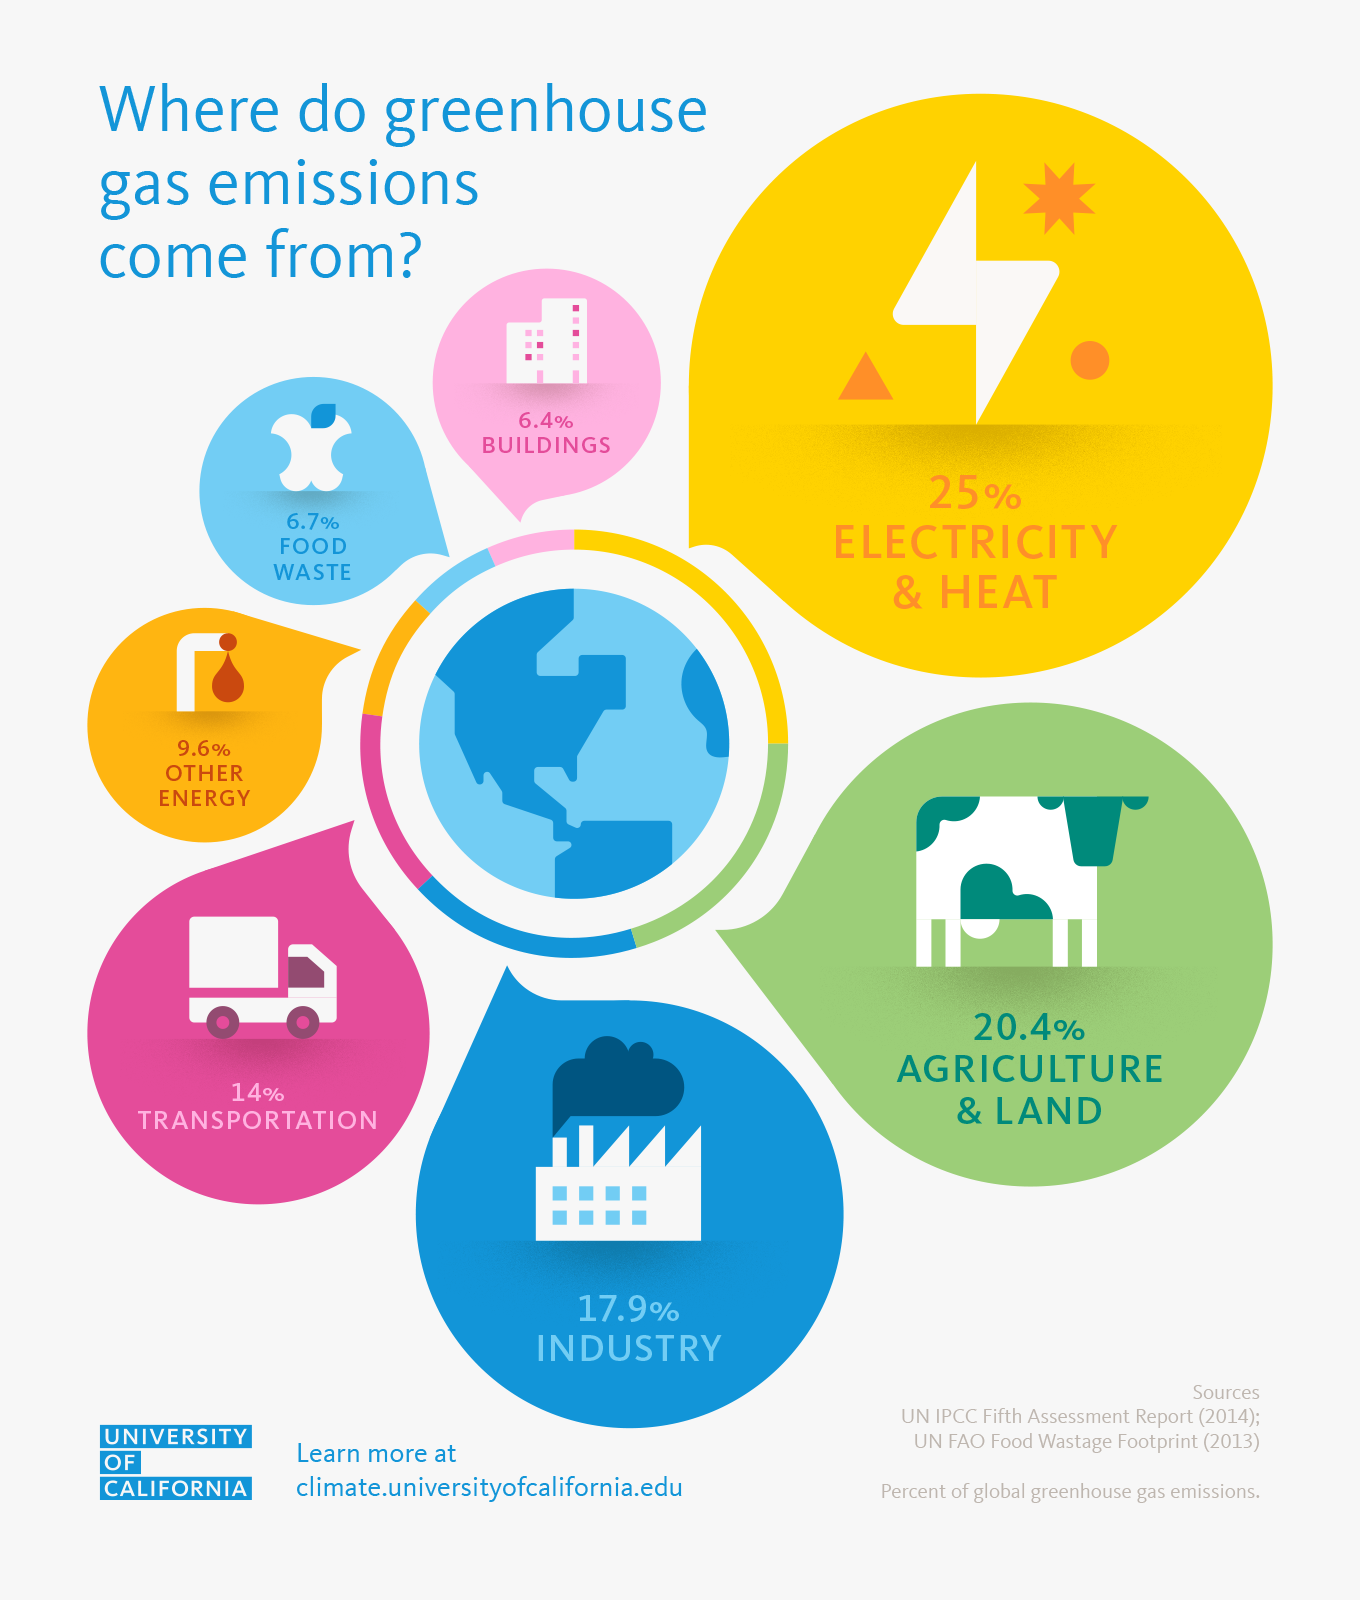 Where do greenhouse
gas emissions
come from?
6.4%
BUILDINGS
25%
ELECTRICITY
& HEAT
6.7%
FOOD
WASTE
9.6%
OTHER
ENERGY
20.4%
AGRICULTURE
& LAND
14%
TRANSPORTATION
17.9%
INDUSTRY
Sources
UN IPCC Fifth Assessment Report (2014);
UN FAO Food Wastage Footprint (2013)
Percent of global greenhouse gas emissions.
UNIVERSITY
OF
CALIFORNIA
Learn more at
climate.universityofcalifornia.edu